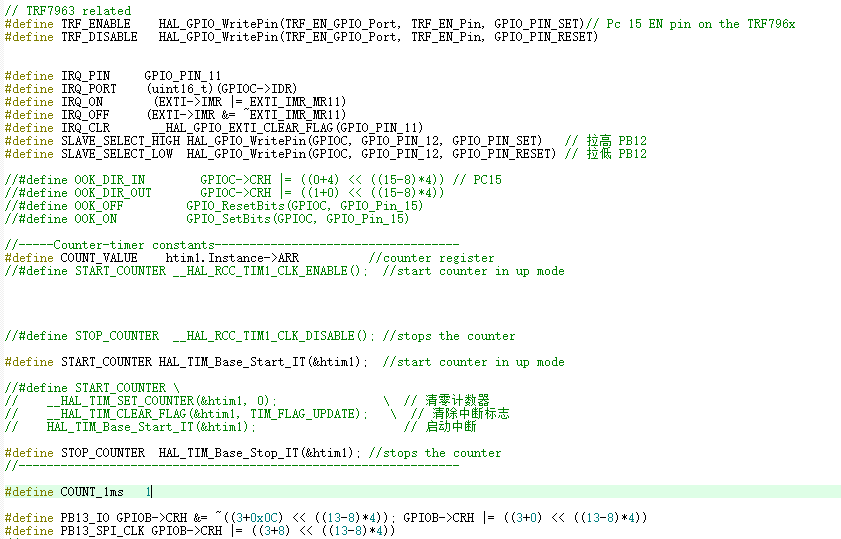 // TRF7963 related
#define TRF_ENABLE    HAL_GPIO_WritePin(TRF_EN_GPIO_Port, TRF_EN_Pin, GPIO_PIN_SET)// Pc 15 EN pin on the TRF796x
#define TRF_DISABLE   HAL_GPIO_WritePin(TRF_EN_GPIO_Port, TRF_EN_Pin, GPIO_PIN_RESET)
#define IRQ_PIN     GPIO_PIN_11
#define IRQ_PORT    (uint16_t)(GPIOC->IDR)
#define IRQ_ON       (EXTI->IMR |= EXTI_IMR_MR11)
#define IRQ_OFF     (EXTI->IMR &= ~EXTI_IMR_MR11)
#define IRQ_CLR      __HAL_GPIO_EXTI_CLEAR_FLAG(GPIO_PIN_11)
#define SLAVE_SELECT_HIGH HAL_GPIO_WritePin(GPIOC, GPIO_PIN_12, GPIO_PIN_SET)   // 拉高 PB12
#define SLAVE_SELECT_LOW  HAL_GPIO_WritePin(GPIOC, GPIO_PIN_12, GPIO_PIN_RESET) // 拉低 PB12
//#define OOK_DIR_IN        GPIOC->CRH |= ((0+4) << ((15-8)*4)) // PC15
//#define OOK_DIR_OUT       GPIOC->CRH |= ((1+0) << ((15-8)*4))
//#define OOK_OFF         GPIO_ResetBits(GPIOC, GPIO_Pin_15)
//#define OOK_ON          GPIO_SetBits(GPIOC, GPIO_Pin_15)
//-----Counter-timer constants-----------------------------------
#define COUNT_VALUE    htim1.Instance->ARR          //counter register
//#define START_COUNTER __HAL_RCC_TIM1_CLK_ENABLE();  //start counter in up mode
//#define STOP_COUNTER  __HAL_RCC_TIM1_CLK_DISABLE(); //stops the counter
#define START_COUNTER HAL_TIM_Base_Start_IT(&htim1);  //start counter in up mode
//#define START_COUNTER \
//    __HAL_TIM_SET_COUNTER(&htim1, 0);               \  // 清零计数器
//    __HAL_TIM_CLEAR_FLAG(&htim1, TIM_FLAG_UPDATE);   \  // 清除中断标志
//    HAL_TIM_Base_Start_IT(&htim1);                     // 启动中断
#define STOP_COUNTER  HAL_TIM_Base_Stop_IT(&htim1); //stops the counter
//---------------------------------------------------------------
#define COUNT_1ms   1
#define PB13_IO GPIOB->CRH &= ~((3+0x0C) << ((13-8)*4)); GPIOB->CRH |= ((3+0) << ((13-8)*4))
#define PB13_SPI_CLK GPIOB->CRH |= ((3+8) << ((13-8)*4))